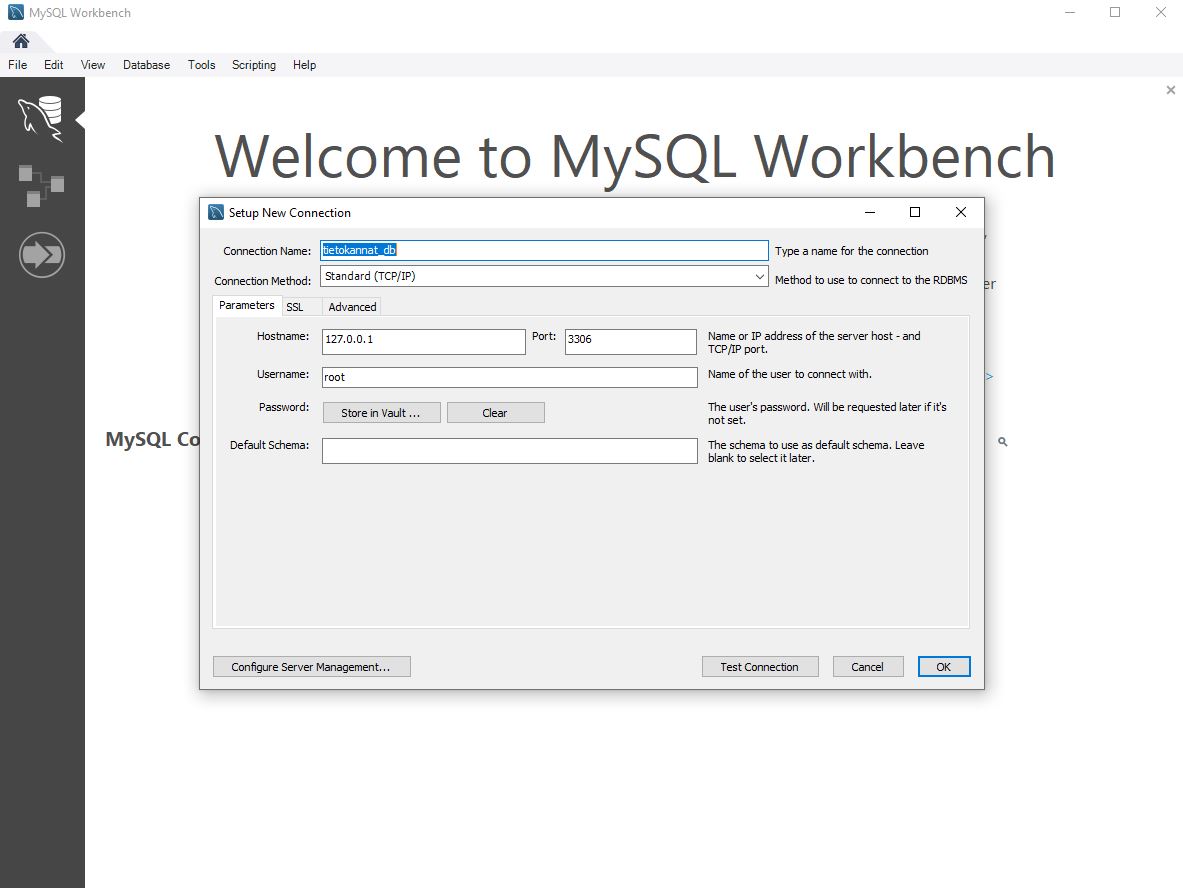 MySQL Workbench
File Edit View Database Tools Scripting Help
Welcome to MySQL Workbench
Setup New Connection
Connection Name: tietokannat_db Type a name for the connection
Connection Method: Standard (TCP/IP) Method to use to connect to the RDBMS
Parameters SSL Advanced
Hostname: 127.0.0.1 Port: 3306 Name or IP address of the server host - and
TCP/IP port.
Username: root Name of the user to connect with.
Password: Store in Vault ... Clear The user's password. Will be requested later if it's
not set.
Default Schema: The schema to use as default schema. Leave
blank to select it later.
MySQL Co
er
>
Configure Server Management... Test Connection Cancel OK